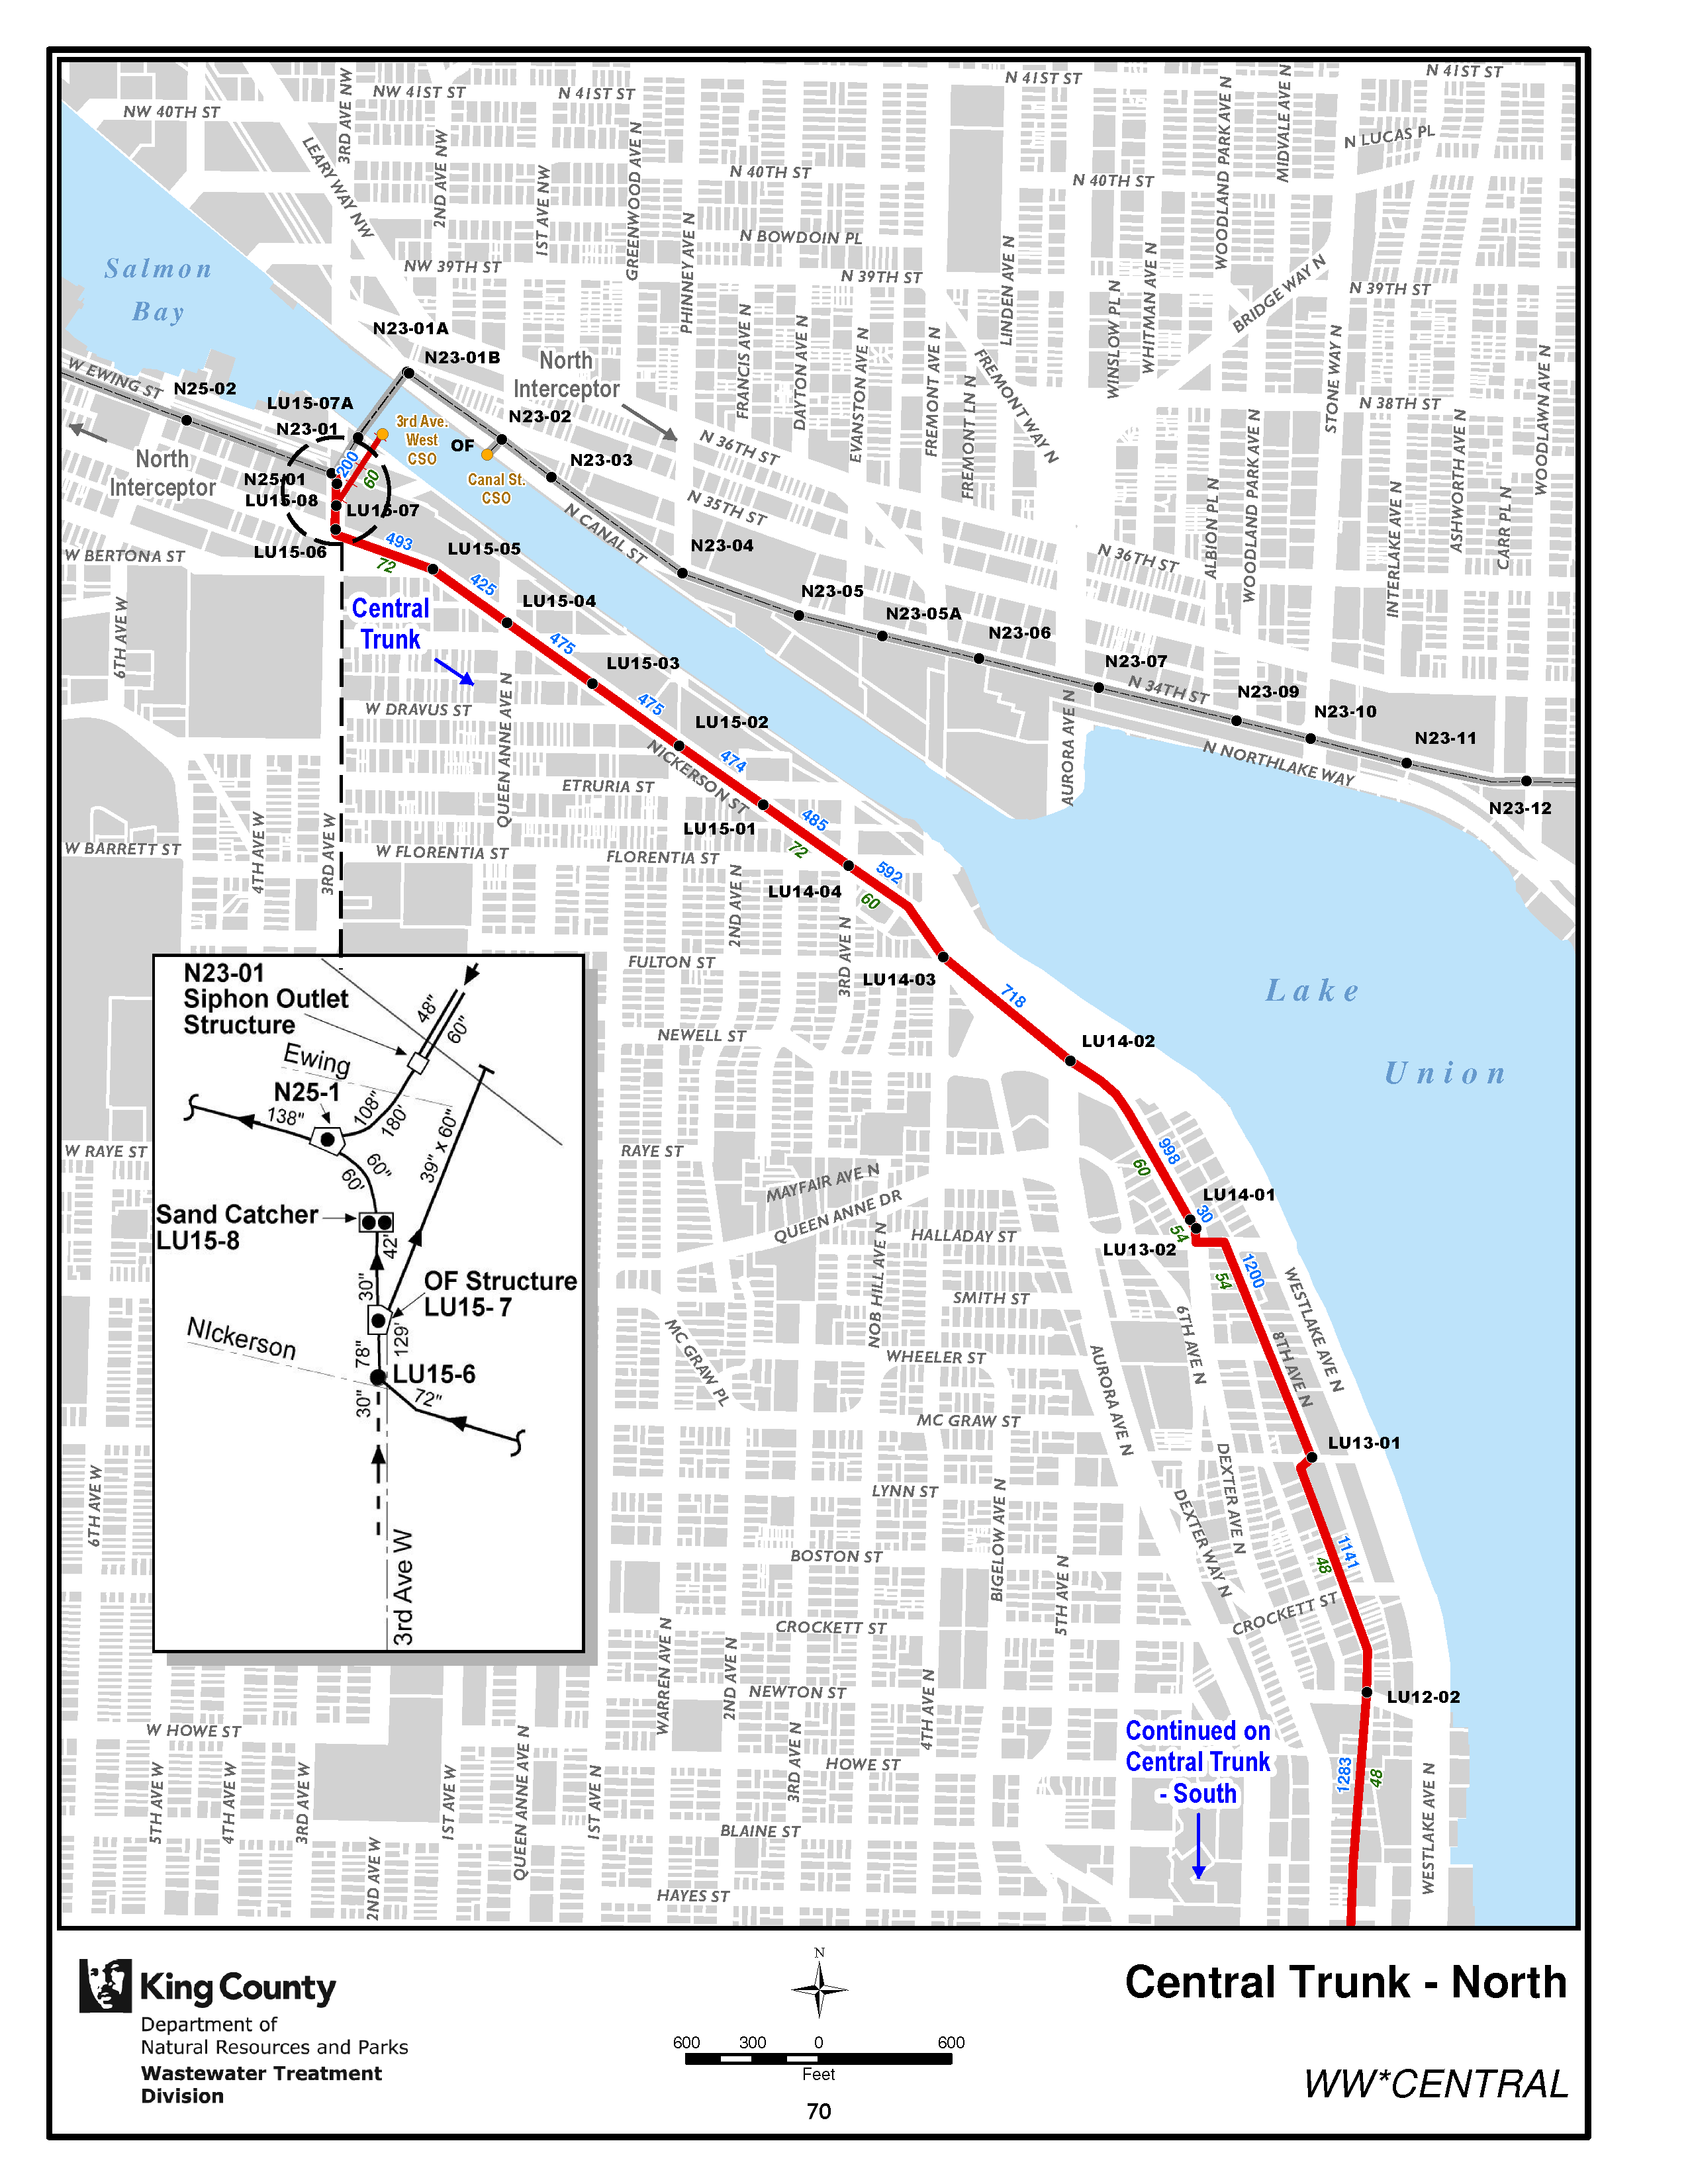 NW 40TH ST
3RD AVE NW
NW 41ST ST
N 41ST ST
N 41ST ST
N 41ST ST
LEARY WAY NW
2ND AVE NW
1ST AVE NW
GREENWOOD AVE N
N 40TH ST
N 40TH ST
WOODLAND PARK AVE N
MIDVALE AVE N
N LUCAS PL
Salmon
Bay
NW 39TH ST
PHINNEY AVE N
N BOWDOIN PL
N 39TH ST
N 39TH ST
LINDEN AVE N
WINSLOW PL N
WHITMAN AVE N
BRIDGE WAY N
STONE WAY N
WOODLAWN AVE N
FRANCIS AVE N
DAYTON AVE N
EVANSTON AVE N
FREMONT AVE N
FREMONT LN N
FREMONT WAY N
N 38TH ST
W EWING ST
N25-02
N23-01A
N23-01B
North
Interceptor
LU15-07A
N23-01
3rd Ave.
West
CSO
OF
N23-02
Canal St.
CSO
N23-03
N 36TH ST
N 35TH ST
N 36TH ST
N CANAL ST
North
Interceptor
N25-01
LU15-08
LU15-07
LU15-06
200
60
W BERTONA ST
493
72
LU15-05
425
LU15-04
475
LU15-03
475
LU15-02
474
LU15-01
485
72
LU14-04
592
60
LU14-03
718
LU14-02
N23-04
N23-05
N23-05A
N23-06
N23-07
N 34TH ST
N23-09
N23-10
N23-11
N23-12
N NORTHLAKE WAY
AURORA AVE N
ALBION PL N
WOODLAND PARK AVE N
INTERLAKE AVE N
ASHWORTH AVE N
CARR PL N
Central
Trunk
6TH AVE W
W DRAVUS ST
QUEEN ANNE AVE N
NICKERSON ST
ETRURIA ST
W BARRETT ST
4TH AVE W
3RD AVE W
W FLORENTIA ST
FLORENTIA ST
2ND AVE N
3RD AVE N
FULTON ST
NEWELL ST
Lake
Union
N23-01
Siphon Outlet
Structure
48"
60"
Ewing
N25-1
138"
108"
180'
39" x 60"
60'
60"
Sand Catcher
LU15-8
42'
30"
OF Structure
LU15- 7
NIckerson
78"
129'
LU15-6
30"
72"
3rd Ave W
W RAYE ST
RAYE ST
MAYFAIR AVE N
QUEEN ANNE DR
NOB HILL AVE N
HALLADAY ST
SMITH ST
WHEELER ST
MC GRAW PL
MC GRAW ST
LYNN ST
BOSTON ST
CROCKETT ST
998
60
LU14-01
30
54
LU13-02
1200
54
WESTLAKE AVE N
8TH AVE N
6TH AVE N
AURORA AVE N
LU13-01
DEXTER AVE N
DEXTER WAY N
1141
48
CROCKETT ST
BIGELOW AVE N
5TH AVE N
6TH AVE W
WARREN AVE N
2ND AVE N
NEWTON ST
4TH AVE N
LU12-02
1283
48
W HOWE ST
HOWE ST
5TH AVE W
4TH AVE W
3RD AVE W
2ND AVE W
1ST AVE W
QUEEN ANNE AVE N
1ST AVE N
3RD AVE N
BLAINE ST
HAYES ST
Continued on
Central Trunk
- South
WESTLAKE AVE N
King County
Department of
Natural Resources and Parks
Wastewater Treatment
Division
N
600 300 0 600
Feet
70
Central Trunk - North
WW*CENTRAL